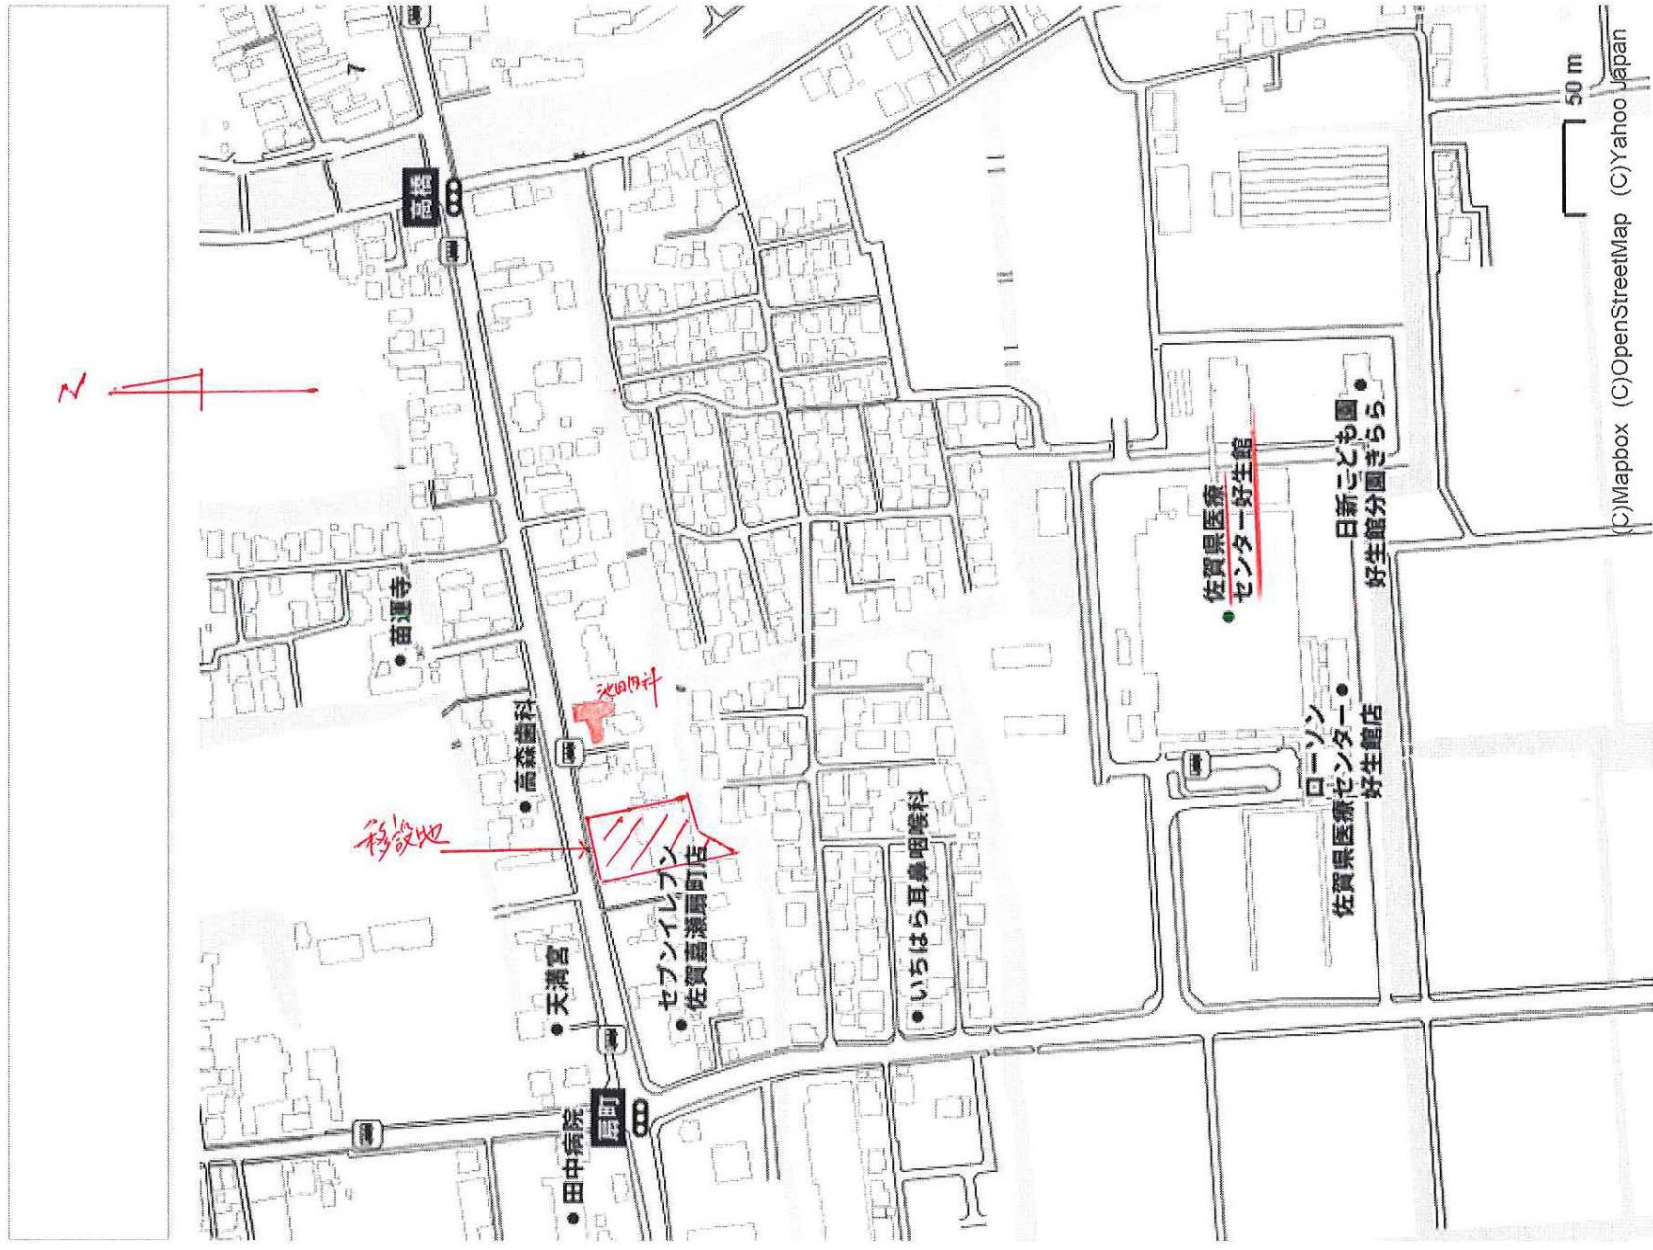 高橋
苗運寺
高森歯科
池田内科
移設地
セブンイレブン
佐賀嘉瀬扇町店
天満宮
扇町
田中病院
いちはら耳鼻咽喉科
佐賀県医療
センター好生館
日新こども園
好生館分園きらら
ローソン
佐賀県医療センター
好生館店
N
50 m
(C)Mapbox (C)OpenStreetMap (C)Yahoo Japan